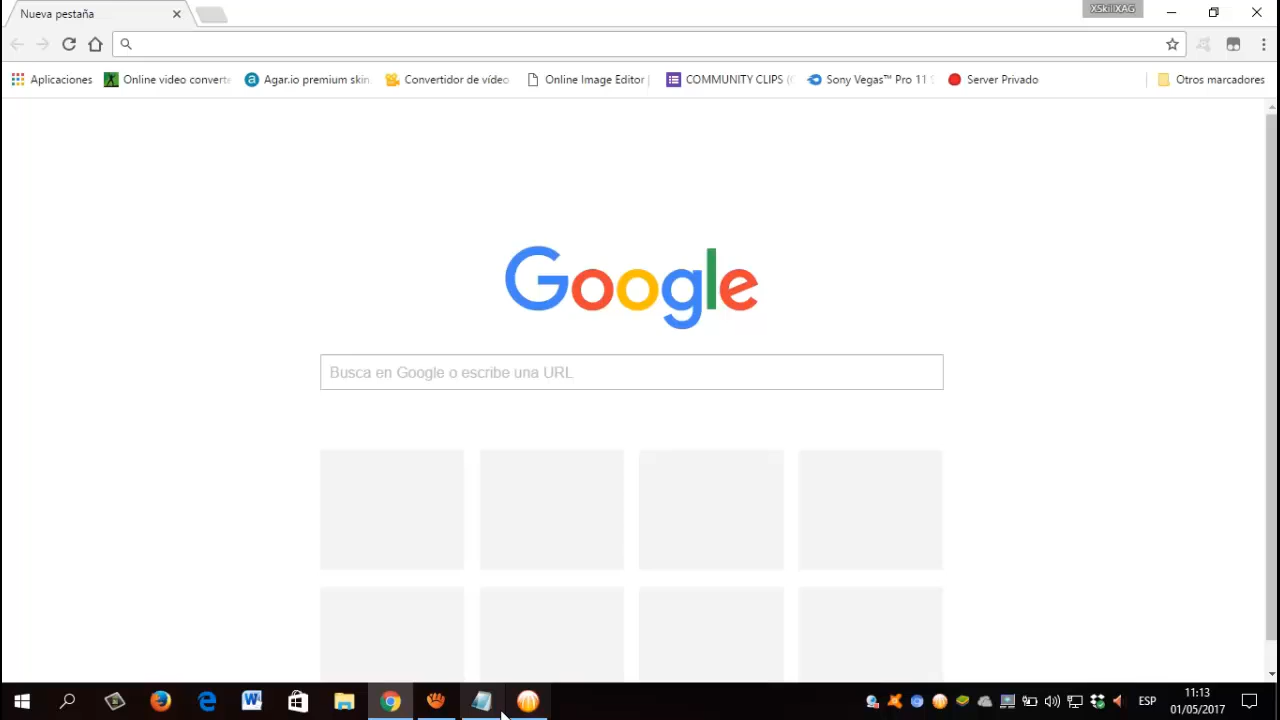 Nueva pestaña
XSkillXAG
Aplicaciones
Online video converte
Agar.io premium skin
Convertidor de vídeo
Online Image Editor
COMMUNITY CLIPS (
Sony Vegas™ Pro 11
Server Privado
Otros marcadores
Google
Busca en Google o escribe una URL
ESP
11:13
01/05/2017